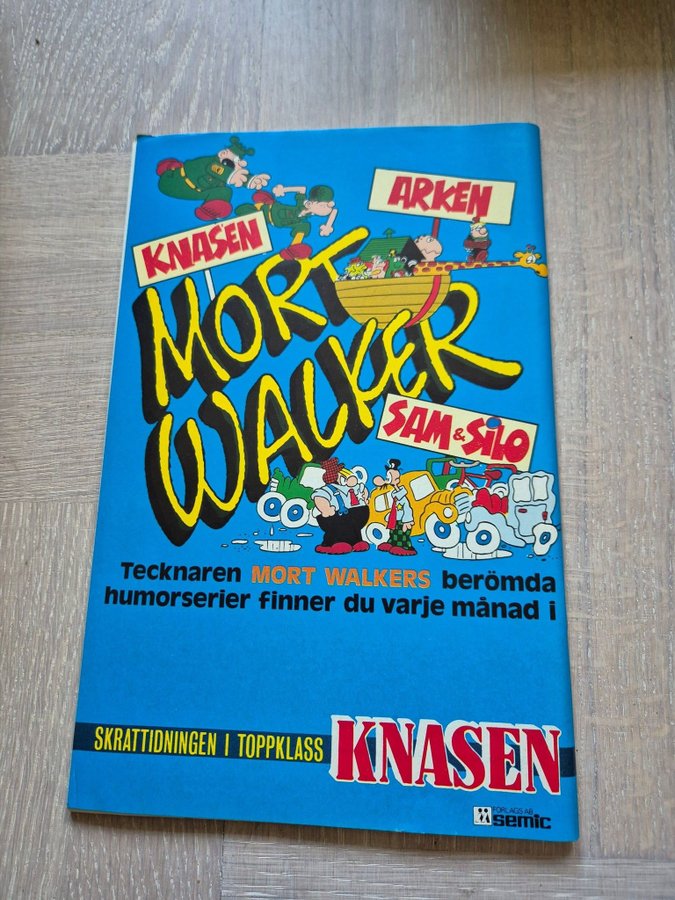 KNASEN
ARKEN
MORT
WALKER
SAM & SILO
Tecknaren MORT WALKERS berömda
humorserier finner du varje månad i
SKRATTIDNINGEN I TOPPKLASS
KNASEN
FÖRLAGS AB
semic